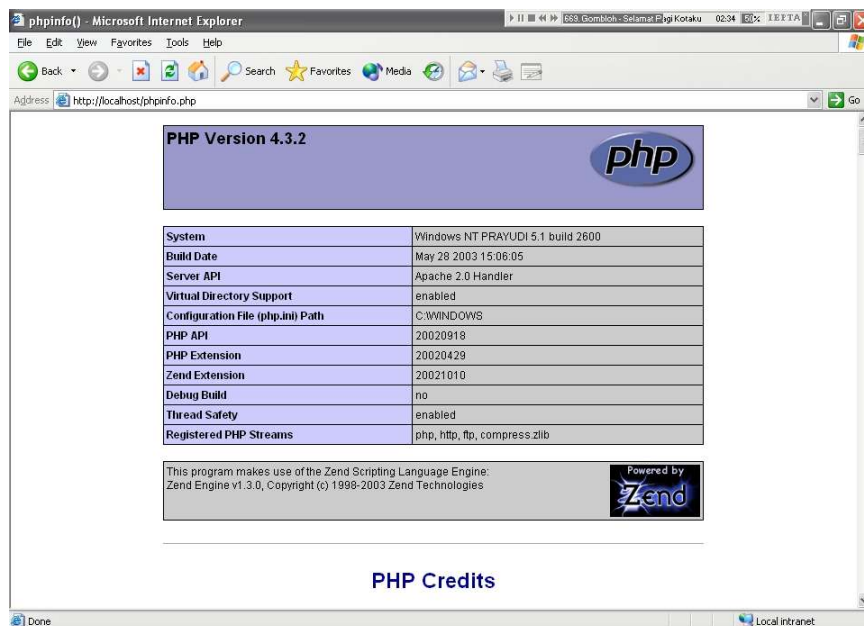 phpinfo() - Microsoft Internet Explorer
669. Gombloh - Selamat Pagi Kotaku 02:34
File Edit View Favorites Tools Help
Back Search Favorites Media
Address http://localhost/phpinfo.php Go
PHP Version 4.3.2
php
System Windows NT PRAYUDI 5.1 build 2600
Build Date May 28 2003 15:06:05
Server API Apache 2.0 Handler
Virtual Directory Support enabled
Configuration File (php.ini) Path C:\WINDOWS
PHP API 20020918
PHP Extension 20020429
Zend Extension 20021010
Debug Build no
Thread Safety enabled
Registered PHP Streams php, http, ftp, compress.zlib
This program makes use of the Zend Scripting Language Engine:
Zend Engine v1.3.0, Copyright (c) 1998-2003 Zend Technologies
Powered by
Zend
PHP Credits
Done Local intranet